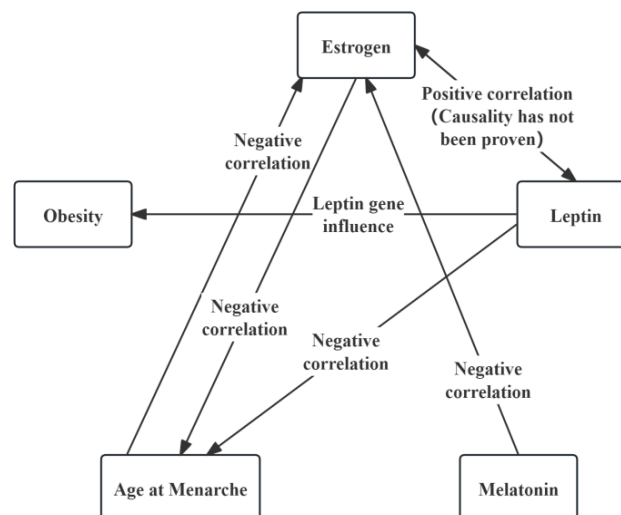 Estrogen
Positive correlation
(Causality has not
been proven)
Negative
correlation
Obesity
Leptin gene
influence
Leptin
Negative
correlation
Negative
correlation
Negative
correlation
Age at Menarche
Melatonin